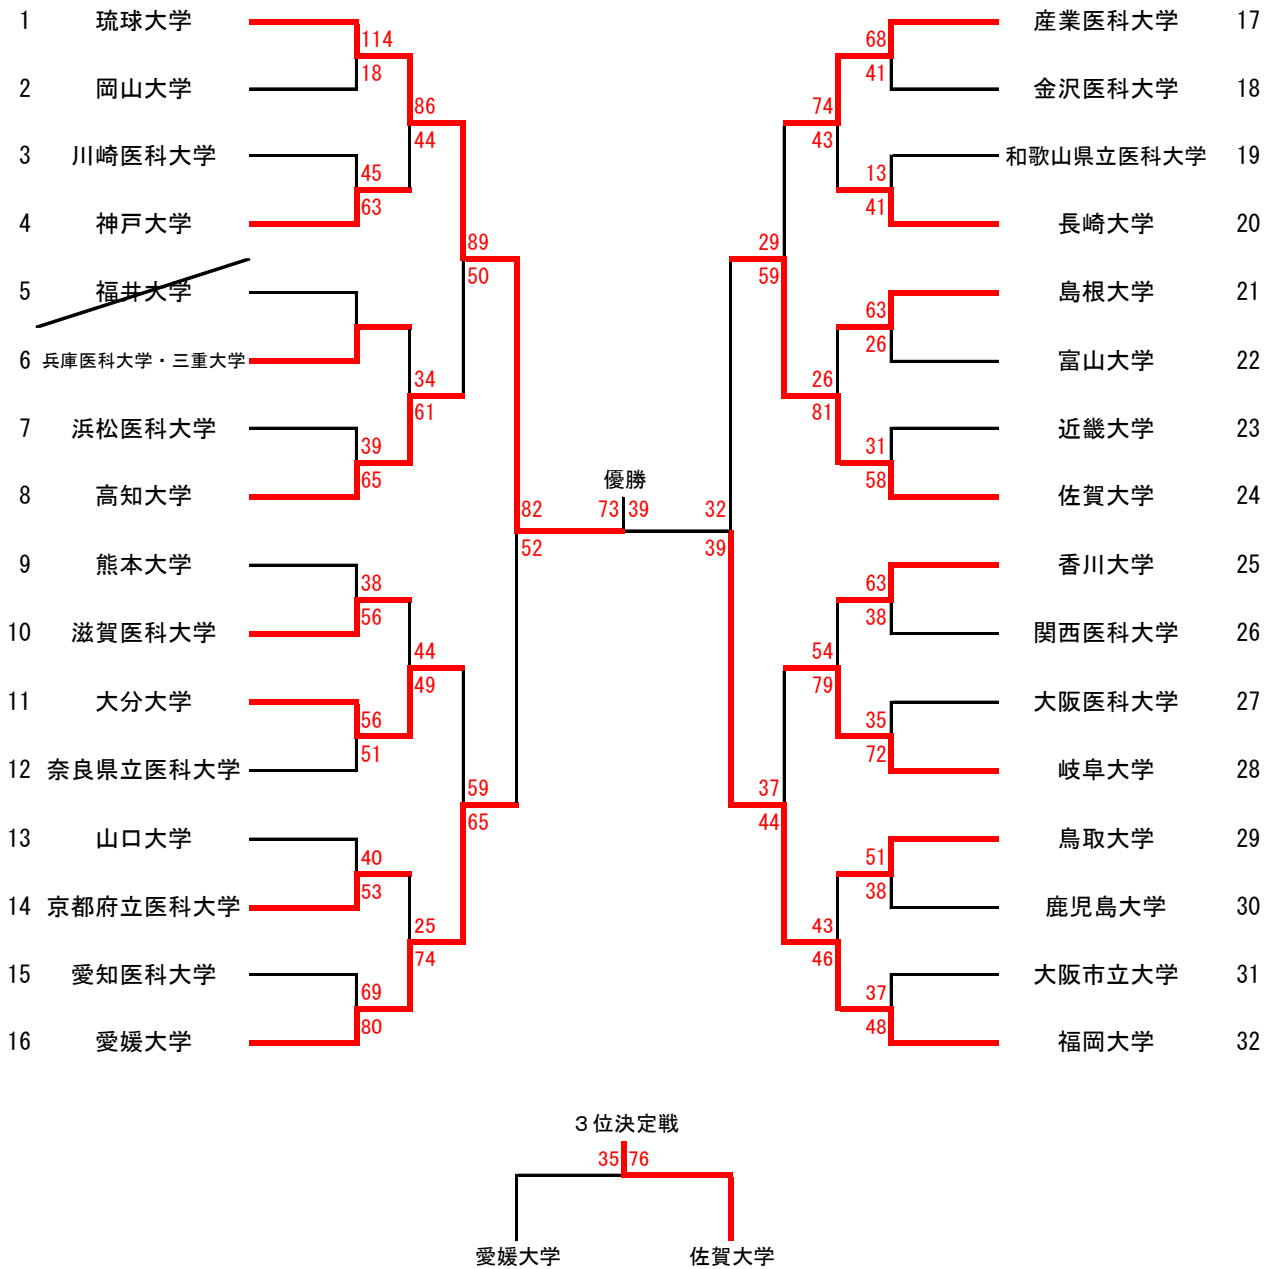 1 琉球大学
2 岡山大学
3 川崎医科大学
4 神戸大学
5 福井大学
6 兵庫医科大学・三重大学
7 浜松医科大学
8 高知大学
9 熊本大学
10 滋賀医科大学
11 大分大学
12 奈良県立医科大学
13 山口大学
14 京都府立医科大学
15 愛知医科大学
16 愛媛大学
114
18
45
63
39
65
38
56
56
51
40
53
69
80
86
44
34
61
44
49
25
74
89
50
59
65
82
52
優勝
73 39
32
39
29
59
37
44
74
43
26
81
54
79
43
46
68
41
13
41
63
26
31
58
63
38
35
72
51
38
37
48
産業医科大学 17
金沢医科大学 18
和歌山県立医科大学 19
長崎大学 20
島根大学 21
富山大学 22
近畿大学 23
佐賀大学 24
香川大学 25
関西医科大学 26
大阪医科大学 27
岐阜大学 28
鳥取大学 29
鹿児島大学 30
大阪市立大学 31
福岡大学 32
３位決定戦
35 76
愛媛大学 佐賀大学